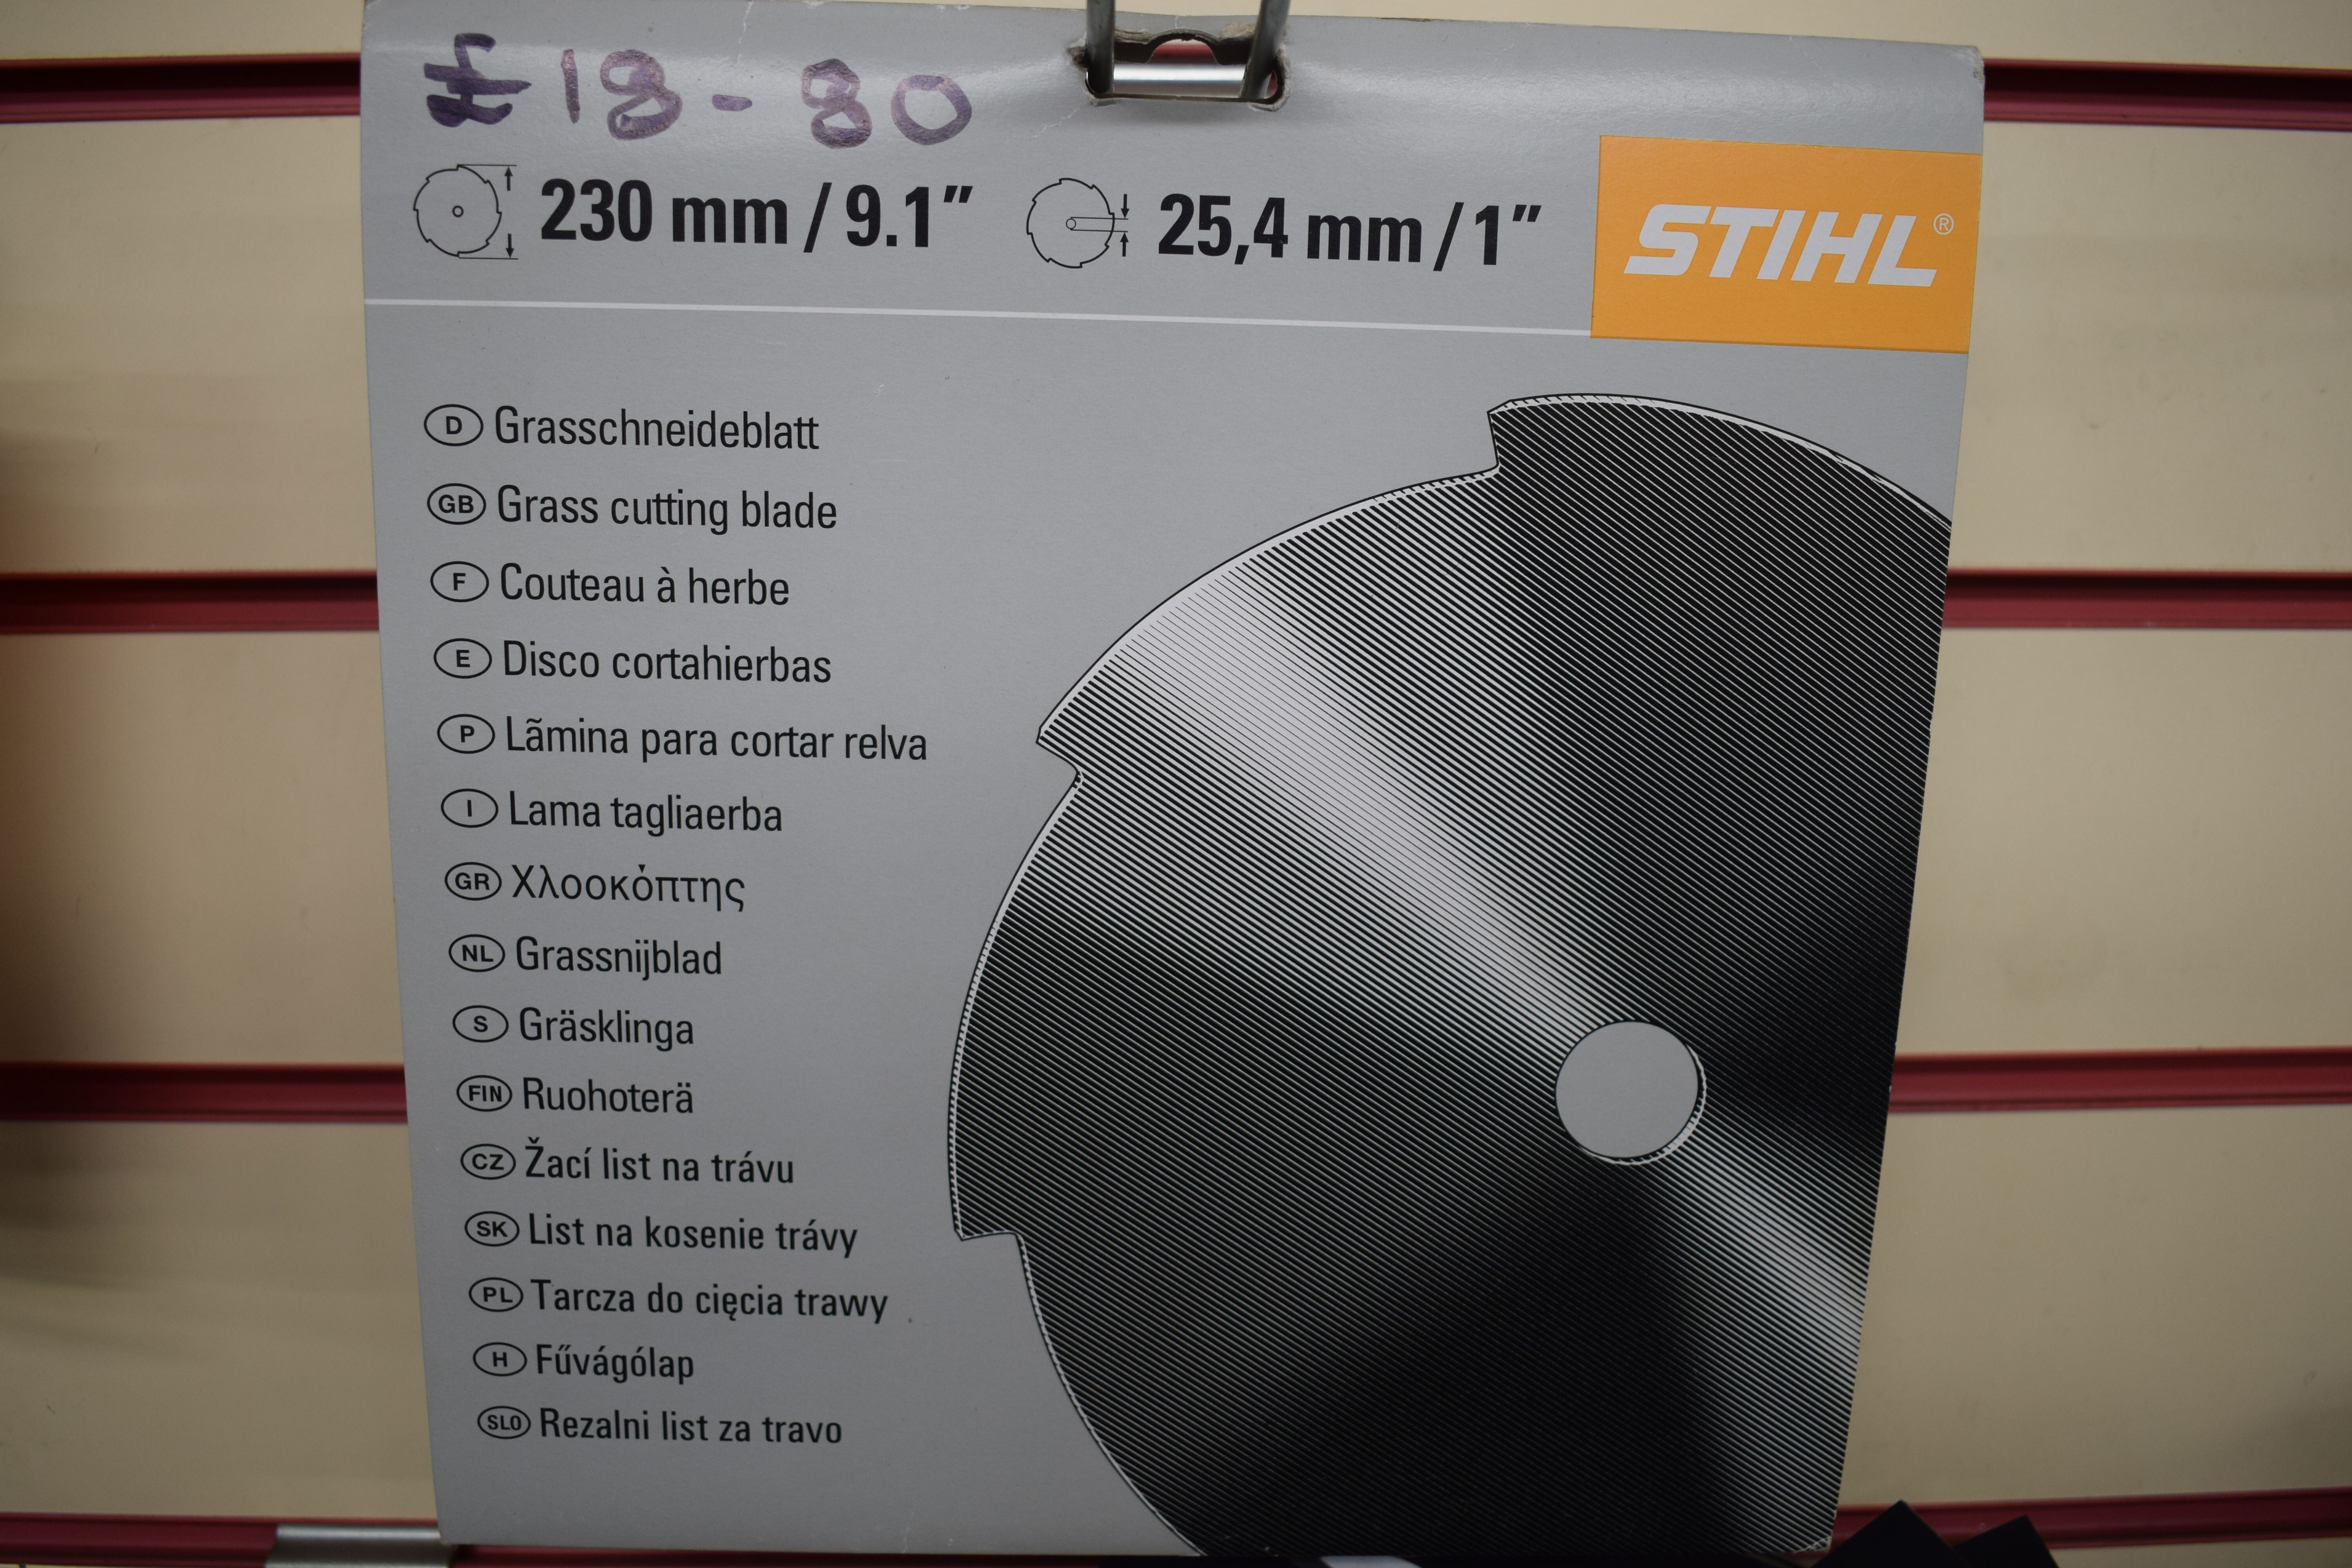 £18-80
230 mm / 9.1" 25,4 mm / 1" STIHL®
D Grasschneideblatt
GB Grass cutting blade
F Couteau à herbe
E Disco cortahierbas
P Lãmina para cortar relva
I Lama tagliaerba
GR Χλοοκόπτης
NL Grassnijblad
S Gräsklinga
FIN Ruohoterä
CZ Žací list na trávu
SK List na kosenie trávy
PL Tarcza do cięcia trawy
H Fűvágólap
SLO Rezalni list za travo